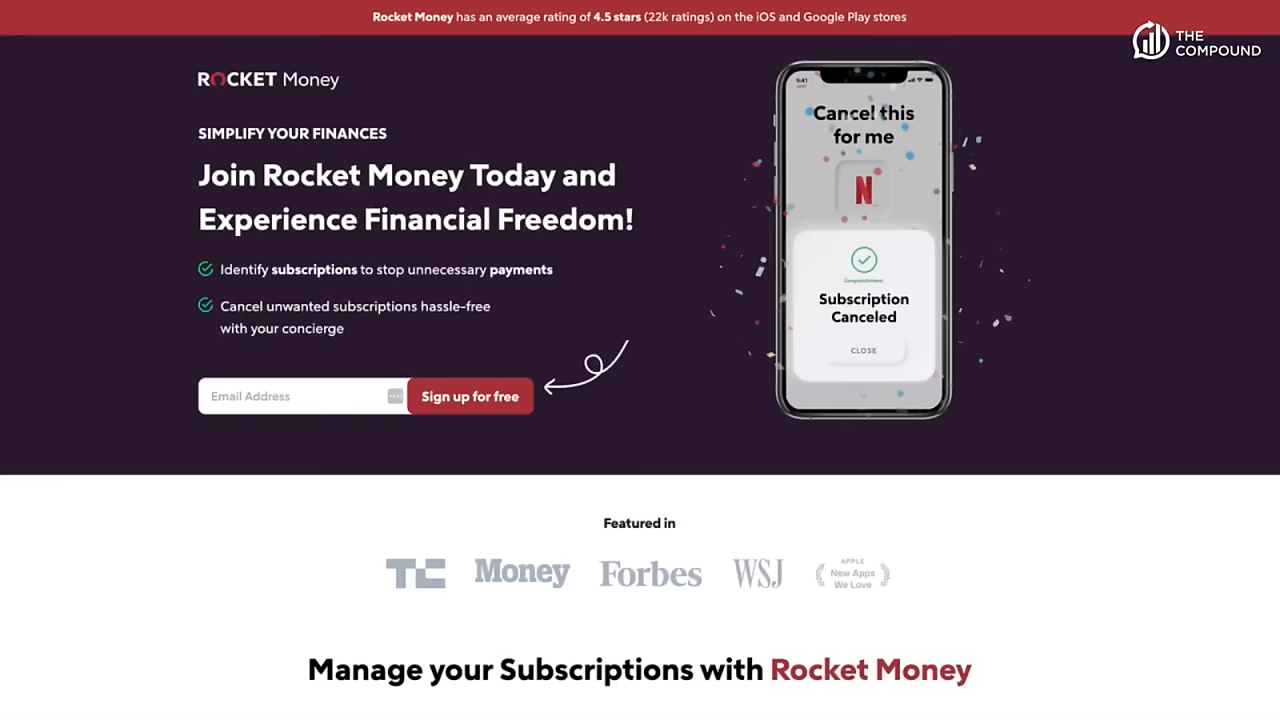 Rocket Money has an average rating of 4.5 stars (22k ratings) on the iOS and Google Play stores
THE
COMPOUND
ROCKET Money
SIMPLIFY YOUR FINANCES
Join Rocket Money Today and
Experience Financial Freedom!
Identify subscriptions to stop unnecessary payments
Cancel unwanted subscriptions hassle-free
with your concierge
Email Address
Sign up for free
9:41
Cancel this
for me
N
Congratulations!
Subscription
Canceled
CLOSE
Featured in
TC
Money
Forbes
WSJ
APPLE
New Apps
We Love
Manage your Subscriptions with Rocket Money